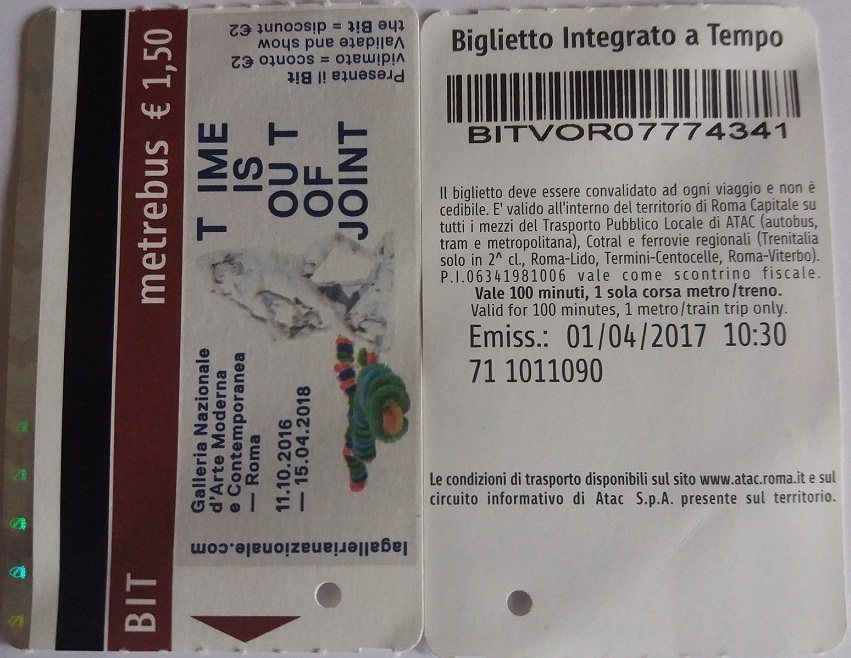 BIT metrebus € 1,50
Presenta il Bit
vidimato = sconto €2
Validate and show
the Bit = discount €2
T IME
IS
OU T
OF
JOINT
Galleria Nazionale
d'Arte Moderna
e Contemporanea
— Roma
11.10.2016
— 15.04.2018
lagallerianazionale.com
Biglietto Integrato a Tempo
BITVOR07774341
Il biglietto deve essere convalidato ad ogni viaggio e non è
cedibile. E' valido all'interno del territorio di Roma Capitale su
tutti i mezzi del Trasporto Pubblico Locale di ATAC (autobus,
tram e metropolitana), Cotral e ferrovie regionali (Trenitalia
solo in 2^ cl., Roma-Lido, Termini-Centocelle, Roma-Viterbo).
P.I.06341981006 vale come scontrino fiscale.
Vale 100 minuti, 1 sola corsa metro/treno.
Valid for 100 minutes, 1 metro/train trip only.
Emiss.: 01/04/2017 10:30
71 1011090
Le condizioni di trasporto disponibili sul sito www.atac.roma.it e sul
circuito informativo di Atac S.p.A. presente sul territorio.